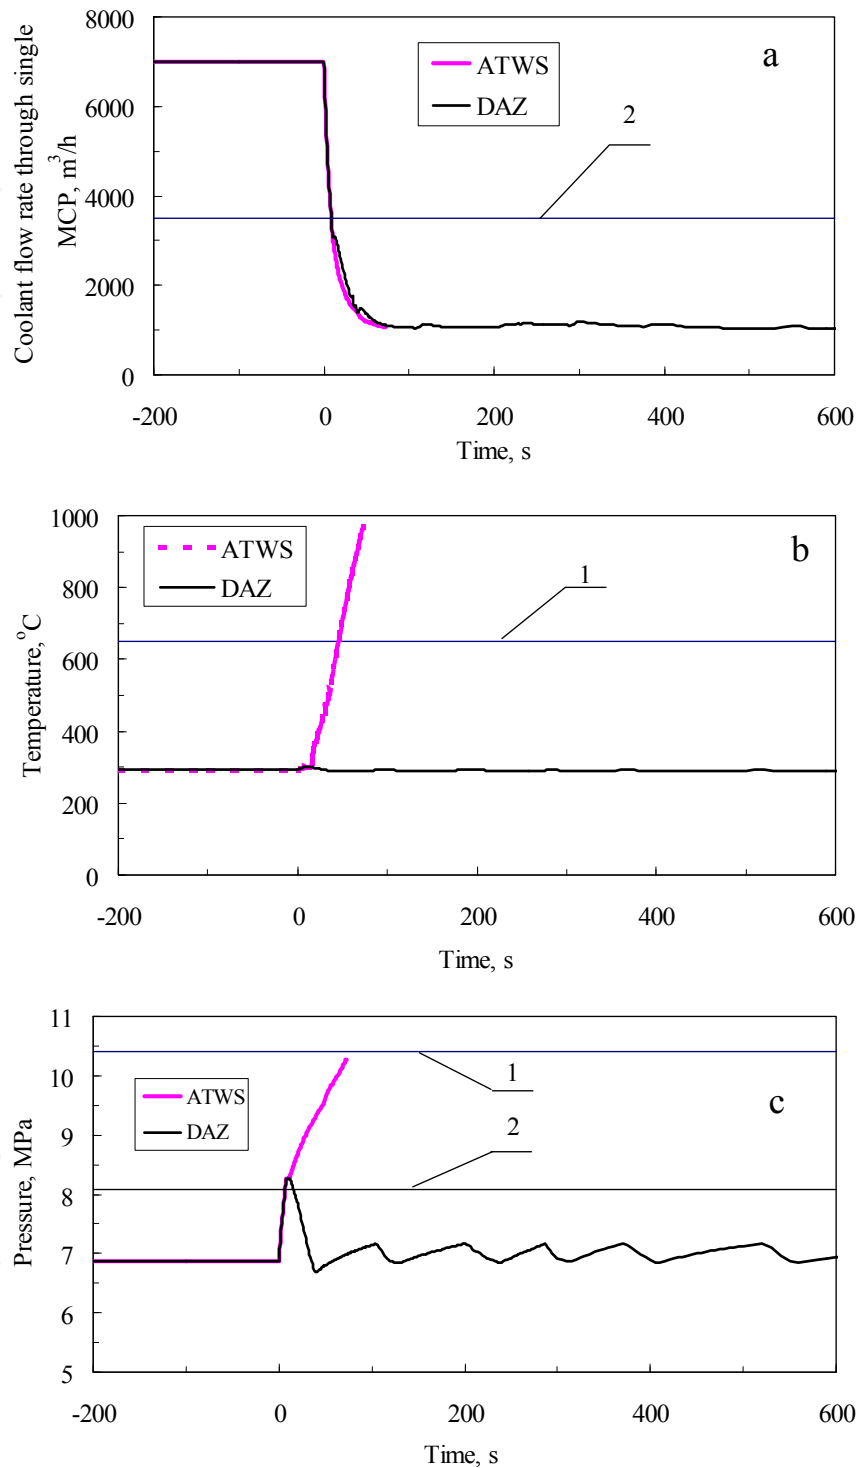 8000
6000
4000
2000
0
Coolant flow rate through single
MCP, m³/h
a
ATWS
DAZ
2
-200
0
200
400
600
Time, s
1000
800
600
400
200
0
Temperature, °C
b
ATWS
DAZ
1
-200
0
200
400
600
Time, s
11
10
9
8
7
6
5
Pressure, MPa
1
ATWS
DAZ
c
2
-200
0
200
400
600
Time, s